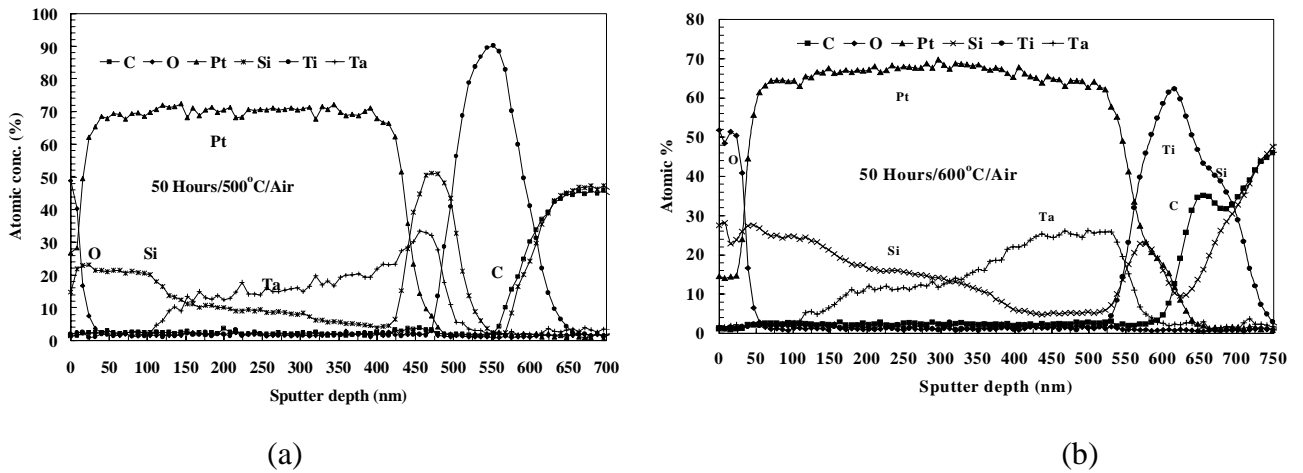 (a)
Atomic conc. (%)
100
90
80
70
60
50
40
30
20
10
0
C O Pt Si Ti Ta
Pt
50 Hours/500°C/Air
O Si Ta C
0 50 100 150 200 250 300 350 400 450 500 550 600 650 700
Sputter depth (nm)
(a)
(b)
Atomic %
80
70
60
50
40
30
20
10
0
C O Pt Si Ti Ta
Pt
O
Ti
50 Hours/600°C/Air
Si
Ta
C
Si
0 50 100 150 200 250 300 350 400 450 500 550 600 650 700 750
Sputter depth (nm)
(b)